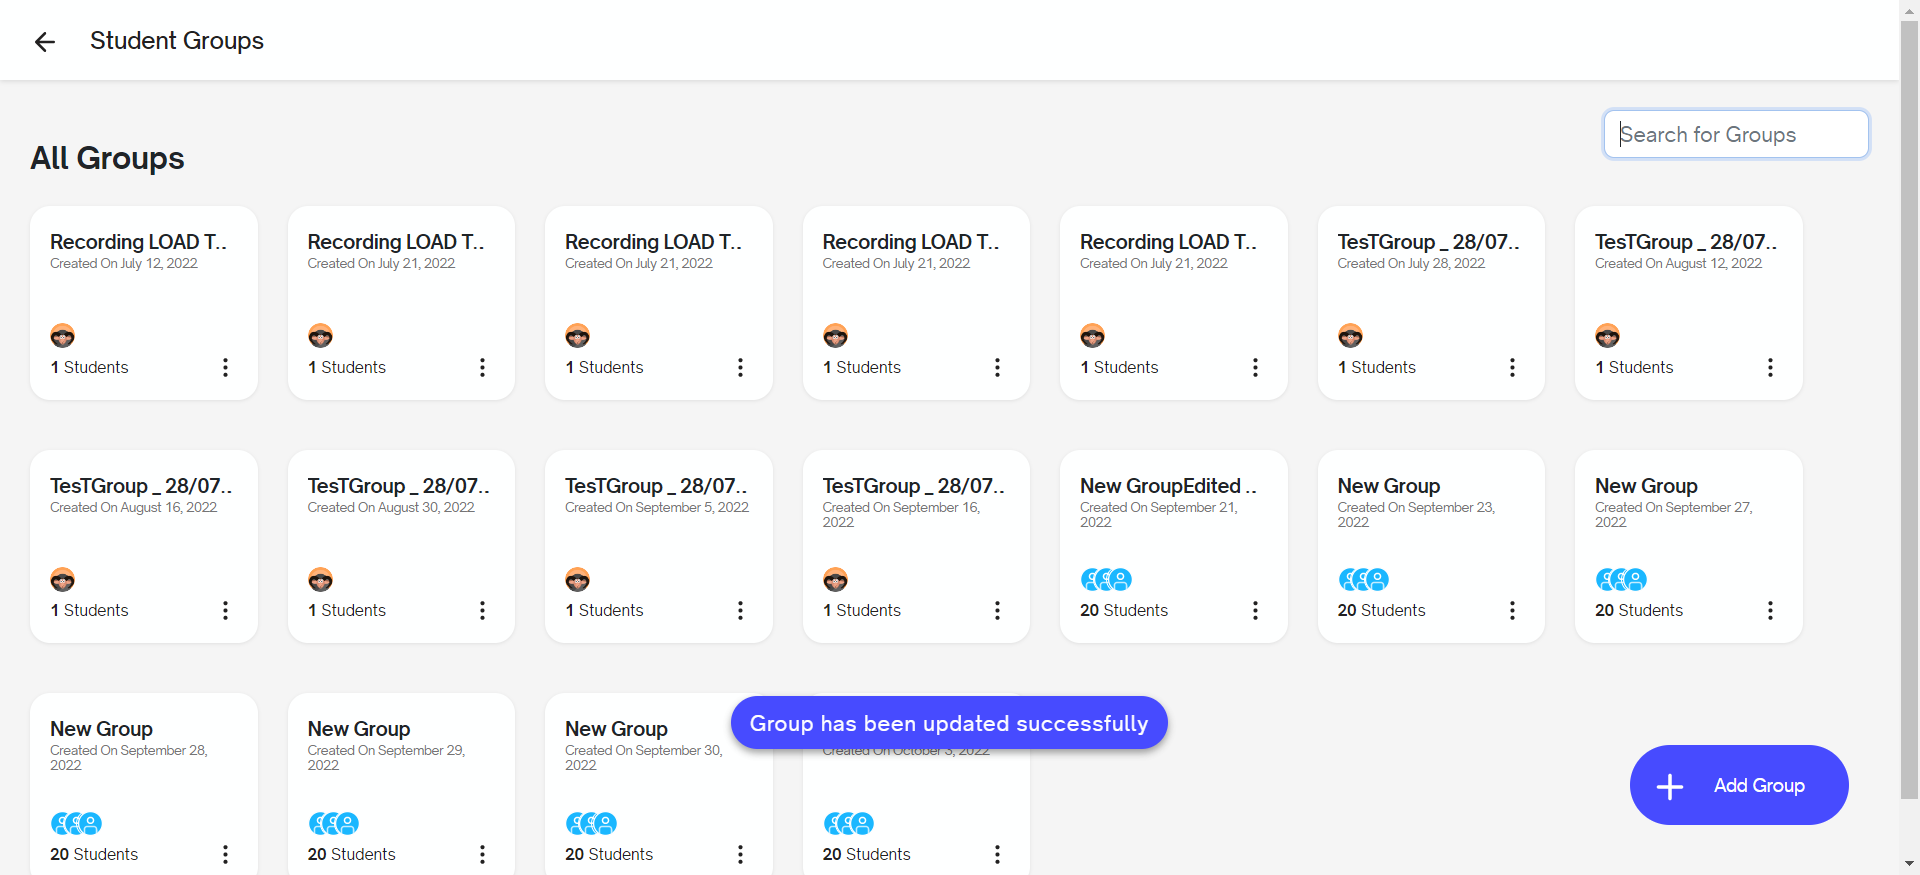 Student Groups
Search for Groups
All Groups
Recording LOAD T..
Created On July 12, 2022
1 Students
Recording LOAD T..
Created On July 21, 2022
1 Students
Recording LOAD T..
Created On July 21, 2022
1 Students
Recording LOAD T..
Created On July 21, 2022
1 Students
Recording LOAD T..
Created On July 21, 2022
1 Students
TesTGroup _ 28/07..
Created On July 28, 2022
1 Students
TesTGroup _ 28/07..
Created On August 12, 2022
1 Students
TesTGroup _ 28/07..
Created On August 16, 2022
1 Students
TesTGroup _ 28/07..
Created On August 30, 2022
1 Students
TesTGroup _ 28/07..
Created On September 5, 2022
1 Students
TesTGroup _ 28/07..
Created On September 16,
2022
1 Students
New GroupEdited ..
Created On September 21,
2022
20 Students
New Group
Created On September 23,
2022
20 Students
New Group
Created On September 27,
2022
20 Students
New Group
Created On September 28,
2022
20 Students
New Group
Created On September 29,
2022
20 Students
New Group
Created On September 30,
2022
20 Students
Group has been updated successfully
Created On October 3, 2022
20 Students
Add Group